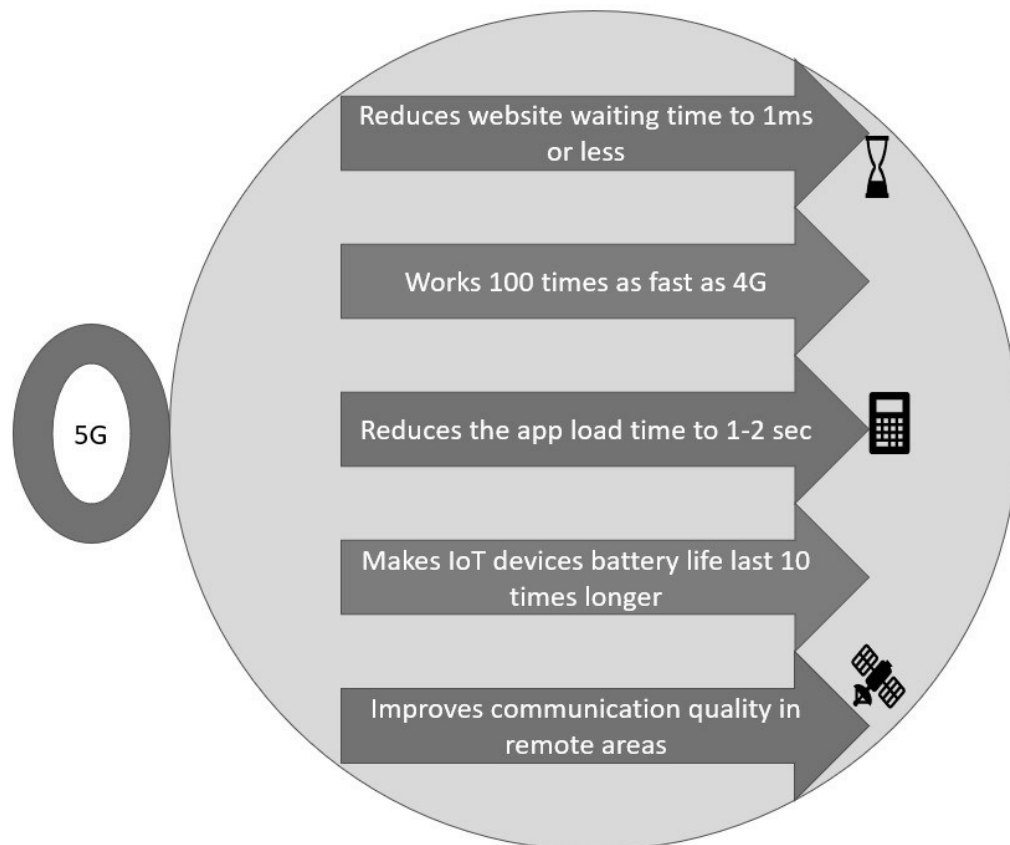 Reduces website waiting time to 1ms
or less
Works 100 times as fast as 4G
5G
Reduces the app load time to 1-2 sec
Makes IoT devices battery life last 10
times longer
Improves communication quality in
remote areas